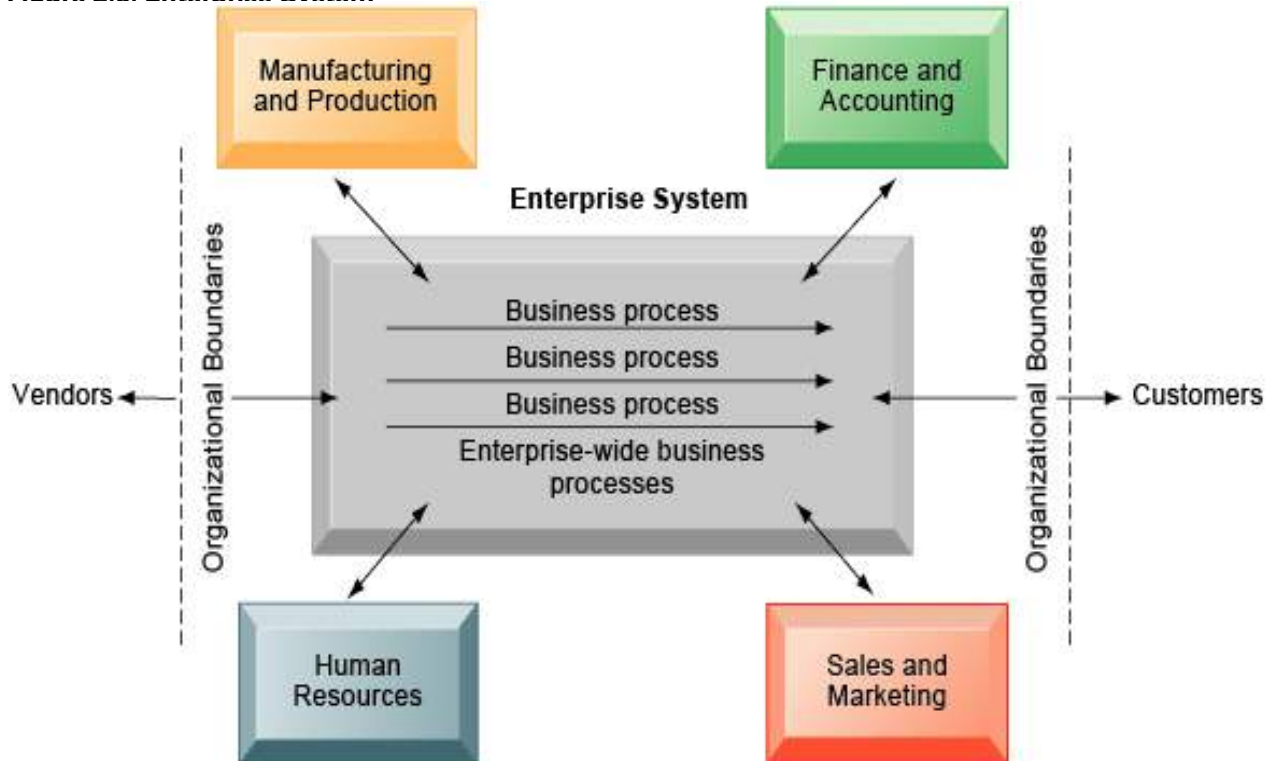 Manufacturing
and Production
Finance and
Accounting
Enterprise System
Organizational Boundaries
Organizational Boundaries
Business process
Business process
Vendors
Customers
Business process
Enterprise-wide business
processes
Human
Resources
Sales and
Marketing